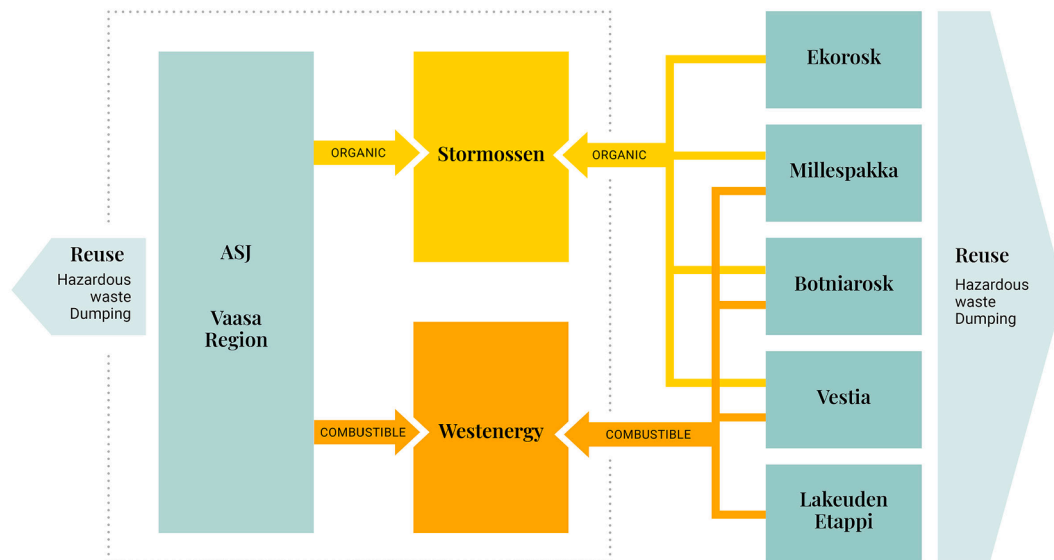 Reuse
Hazardous
waste
Dumping
ASJ
Vaasa
Region
ORGANIC
COMBUSTIBLE
Stormossen
Westenergy
ORGANIC
COMBUSTIBLE
Ekorosk
Millespakka
Botniarosk
Vestia
Lakeuden
Etappi
Reuse
Hazardous
waste
Dumping